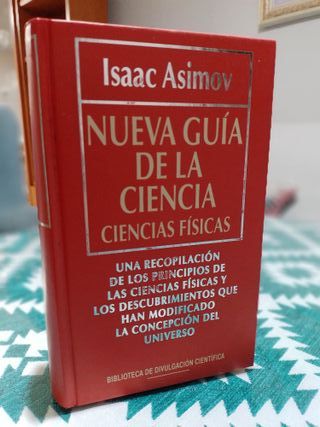 Isaac Asimov
NUEVA GUÍA
DE LA
CIENCIA
CIENCIAS FÍSICAS
UNA RECOPILACIÓN
DE LOS PRINCIPIOS DE
LAS CIENCIAS FÍSICAS Y
LOS DESCUBRIMIENTOS QUE
HAN MODIFICADO
LA CONCEPCIÓN DEL
UNIVERSO
BIBLIOTECA DE DIVULGACIÓN CIENTÍFICA